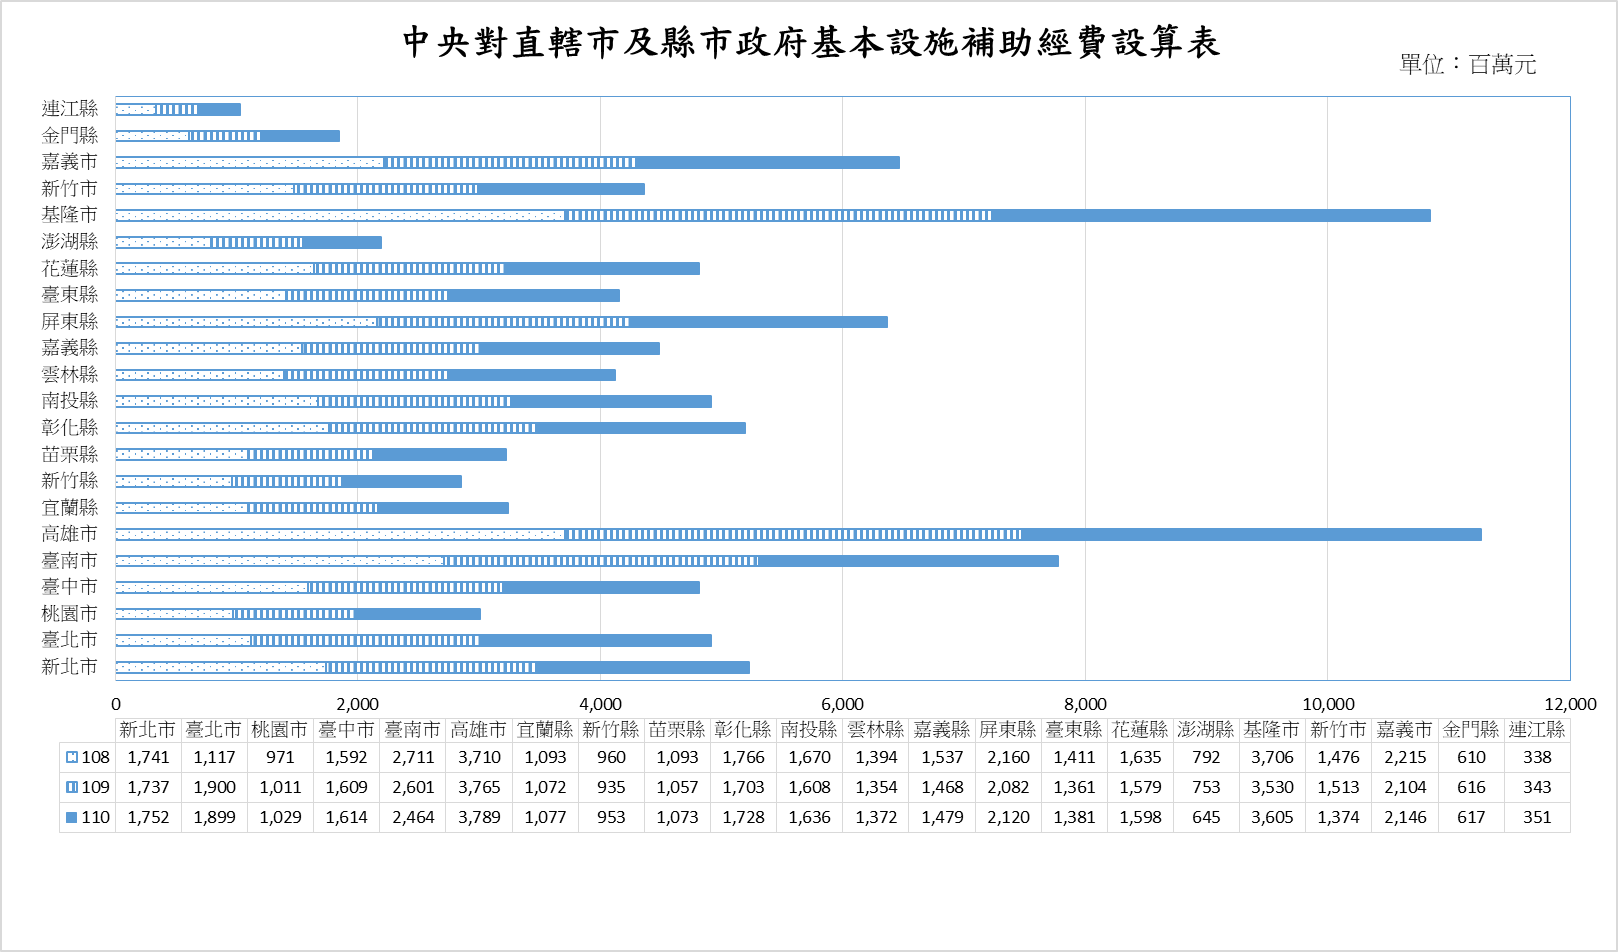 中央對直轄市及縣市政府基本設施補助經費設算表
單位：百萬元
連江縣
金門縣
嘉義市
新竹市
基隆市
澎湖縣
花蓮縣
臺東縣
屏東縣
嘉義縣
雲林縣
南投縣
彰化縣
苗栗縣
新竹縣
宜蘭縣
高雄市
臺南市
臺中市
桃園市
臺北市
新北市
0 2,000 4,000 6,000 8,000 10,000 12,000
新北市 臺北市 桃園市 臺中市 臺南市 高雄市 宜蘭縣 新竹縣 苗栗縣 彰化縣 南投縣 雲林縣 嘉義縣 屏東縣 臺東縣 花蓮縣 澎湖縣 基隆市 新竹市 嘉義市 金門縣 連江縣
108 1,741 1,117 971 1,592 2,711 3,710 1,093 960 1,093 1,766 1,670 1,394 1,537 2,160 1,411 1,635 792 3,706 1,476 2,215 610 338
109 1,737 1,900 1,011 1,609 2,601 3,765 1,072 935 1,057 1,703 1,608 1,354 1,468 2,082 1,361 1,579 753 3,530 1,513 2,104 616 343
110 1,752 1,899 1,029 1,614 2,464 3,789 1,077 953 1,073 1,728 1,636 1,372 1,479 2,120 1,381 1,598 645 3,605 1,374 2,146 617 351